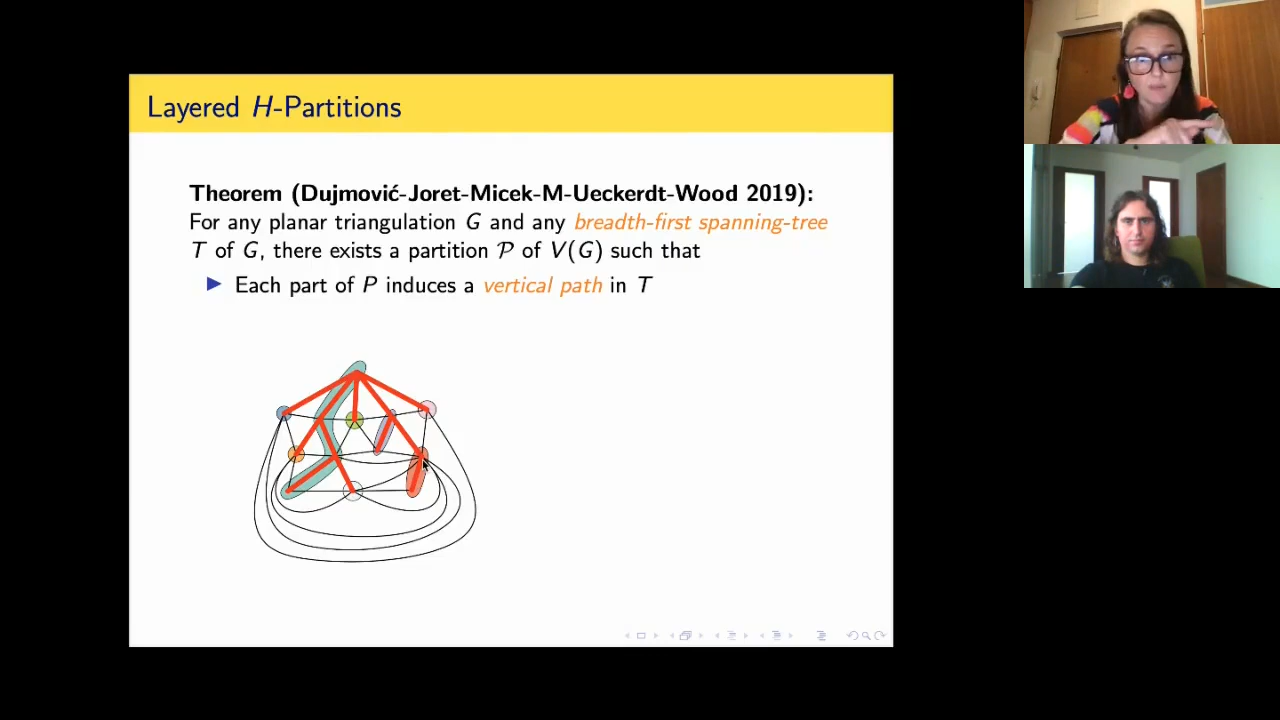 Layered H-Partitions
Theorem (Dujmović-Joret-Micek-M-Ueckerdt-Wood 2019):
For any planar triangulation G and any breadth-first spanning-tree
T of G, there exists a partition 𝒫 of V(G) such that
▶ Each part of P induces a vertical path in T